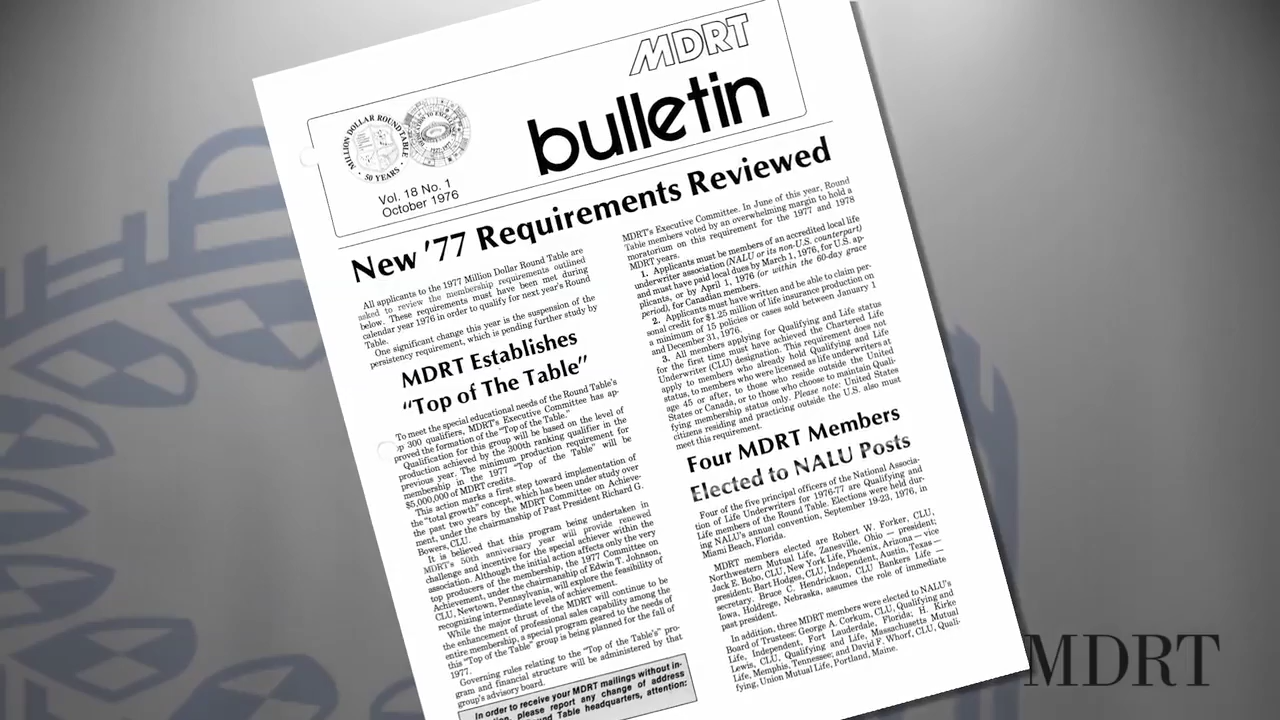 MDRT
bulletin
MILLION DOLLAR ROUND TABLE
50 YEARS
Vol. 18 No. 1
October 1976
New '77 Requirements Reviewed
All applicants to the 1977 Million Dollar Round Table are
asked to review the membership requirements outlined
below. These requirements must have been met during
calendar year 1976 in order to qualify for next year's Round
Table.
One significant change this year is the suspension of the
persistency requirement, which is pending further study by
MDRT Establishes
"Top of The Table"
To meet the special educational needs of the Round Table's
top 300 qualifiers, MDRT's Executive Committee has ap-
proved the formation of the "Top of the Table."
Qualification for this group will be based on the level of
production achieved by the 300th ranking qualifier in the
previous year. The minimum production requirement for
membership in the 1977 "Top of the Table" will be
$5,000,000 of MDRT credits.
This action marks a first step toward implementation of
the "total growth" concept, which has been under study over
the past two years by the MDRT Committee on Achieve-
ment, under the chairmanship of Past President Richard G.
Bowers, CLU.
It is believed that this program being undertaken in
MDRT's 50th anniversary year will provide renewed
challenge and incentive for the special achiever within the
association. Although the initial action affects only the very
top producers of the membership, the 1977 Committee on
Achievement, under the chairmanship of Edwin T. Johnson,
CLU, Newtown, Pennsylvania, will explore the feasibility of
recognizing intermediate levels of achievement.
While the major thrust of the MDRT will continue to be
the enhancement of professional sales capability among the
entire membership, a special program geared to the needs of
this "Top of the Table" group is being planned for the fall of
1977.
Governing rules relating to the "Top of the Table's" pro-
gram and financial structure will be administered by that
group's advisory board.
In order to receive your MDRT mailings without in-
please report any change of address
Table headquarters, attention:
MDRT's Executive Committee. In June of this year, Round
Table members voted by an overwhelming margin to hold a
moratorium on this requirement for the 1977 and 1978
MDRT years.
1. Applicants must be members of an accredited local life
underwriter association (NALU or its non-U.S. counterpart)
and must have paid local dues by March 1, 1976, for U.S. ap-
plicants, or by April 1, 1976 (or within the 60-day grace
period), for Canadian members.
2. Applicants must have written and be able to claim per-
sonal credit for $1.25 million of life insurance production on
a minimum of 15 policies or cases sold between January 1
and December 31, 1976.
3. All members applying for Qualifying and Life status
for the first time must have achieved the Chartered Life
Underwriter (CLU) designation. This requirement does not
apply to members who already hold Qualifying and Life
status, to members who were licensed as life underwriters at
age 45 or after, to those who reside outside the United
States or Canada, or to those who choose to maintain Quali-
fying membership status only. Please note: United States
citizens residing and practicing outside the U.S. also must
meet this requirement.
Four MDRT Members
Elected to NALU Posts
Four of the five principal officers of the National Associa-
tion of Life Underwriters for 1976-77 are Qualifying and
Life members of the Round Table. Elections were held dur-
ing NALU's annual convention, September 19-23, 1976, in
Miami Beach, Florida.
MDRT members elected are Robert W. Forker, CLU,
Northwestern Mutual Life, Zanesville, Ohio — president;
Jack E. Bobo, CLU, New York Life, Phoenix, Arizona — vice
president; Bart Hodges, CLU, Independent, Austin, Texas —
secretary. Bruce C. Hendrickson, CLU Bankers Life —
Iowa, Holdrege, Nebraska, assumes the role of immediate
past president.
In addition, three MDRT members were elected to NALU's
Board of Trustees: George A. Corkum, CLU, Qualifying and
Life, Independent, Fort Lauderdale, Florida; H. Kirke
Lewis, CLU, Qualifying and Life, Massachusetts Mutual
Life, Memphis, Tennessee; and David F. Whorf, CLU, Quali-
fying, Union Mutual Life, Portland, Maine.
MDRT